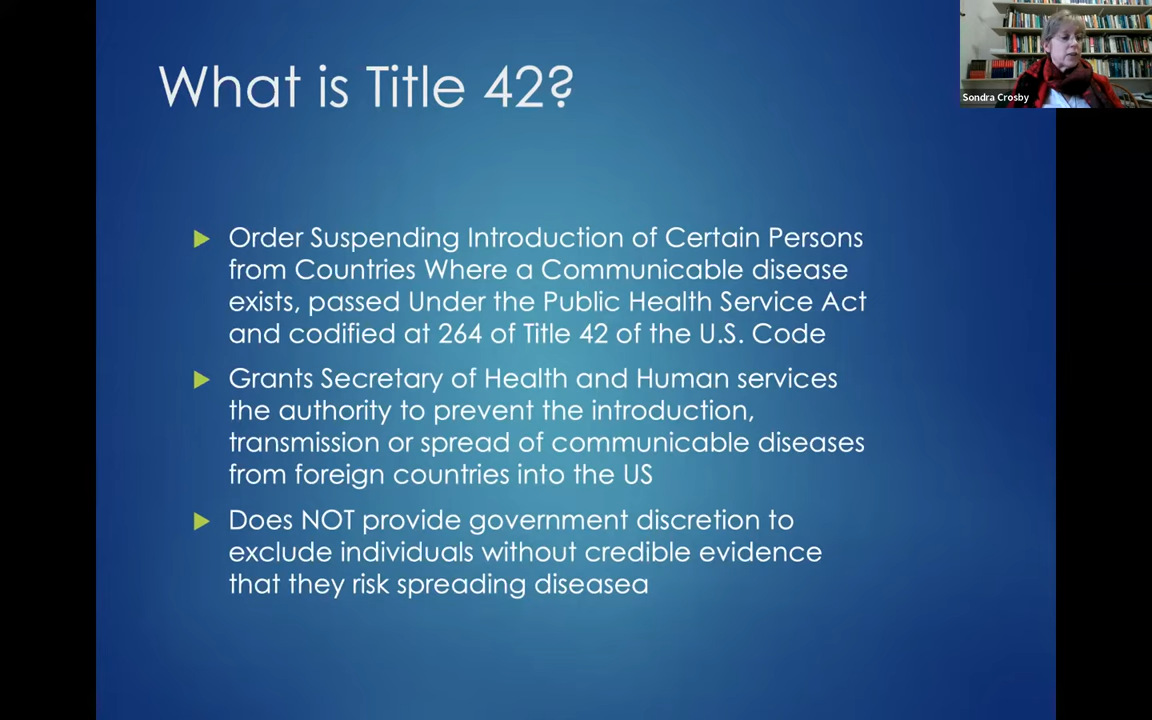 What is Title 42?
Sondra Crosby
Order Suspending Introduction of Certain Persons
from Countries Where a Communicable disease
exists, passed Under the Public Health Service Act
and codified at 264 of Title 42 of the U.S. Code
Grants Secretary of Health and Human services
the authority to prevent the introduction,
transmission or spread of communicable diseases
from foreign countries into the US
Does NOT provide government discretion to
exclude individuals without credible evidence
that they risk spreading diseasea